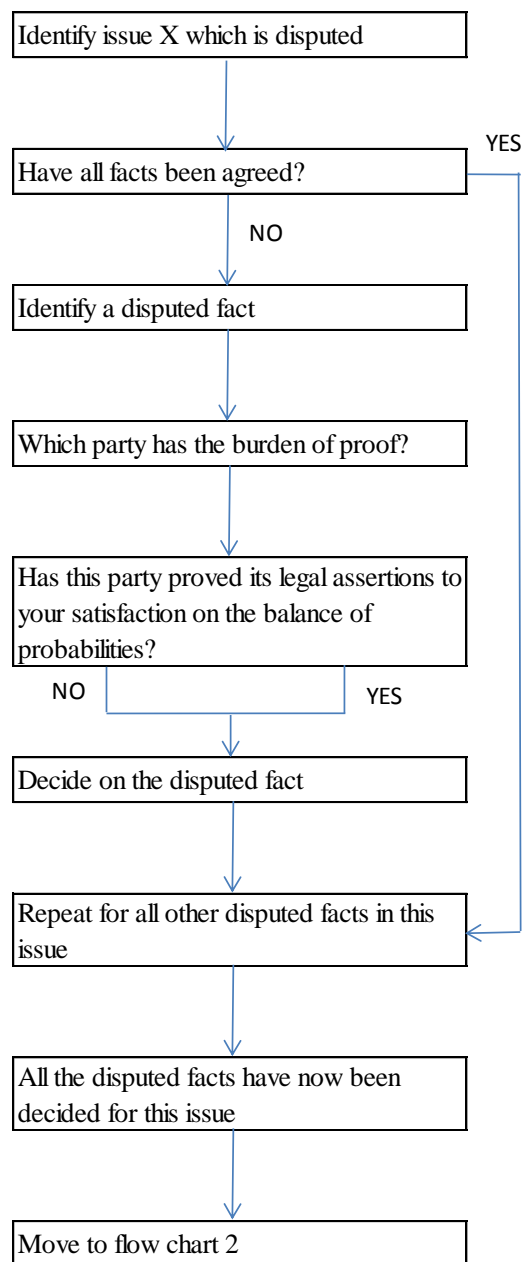 Identify issue X which is disputed
YES
Have all facts been agreed?
NO
Identify a disputed fact
Which party has the burden of proof?
Has this party proved its legal assertions to
your satisfaction on the balance of
probabilities?
NO
YES
Decide on the disputed fact
Repeat for all other disputed facts in this
issue
All the disputed facts have now been
decided for this issue
Move to flow chart 2